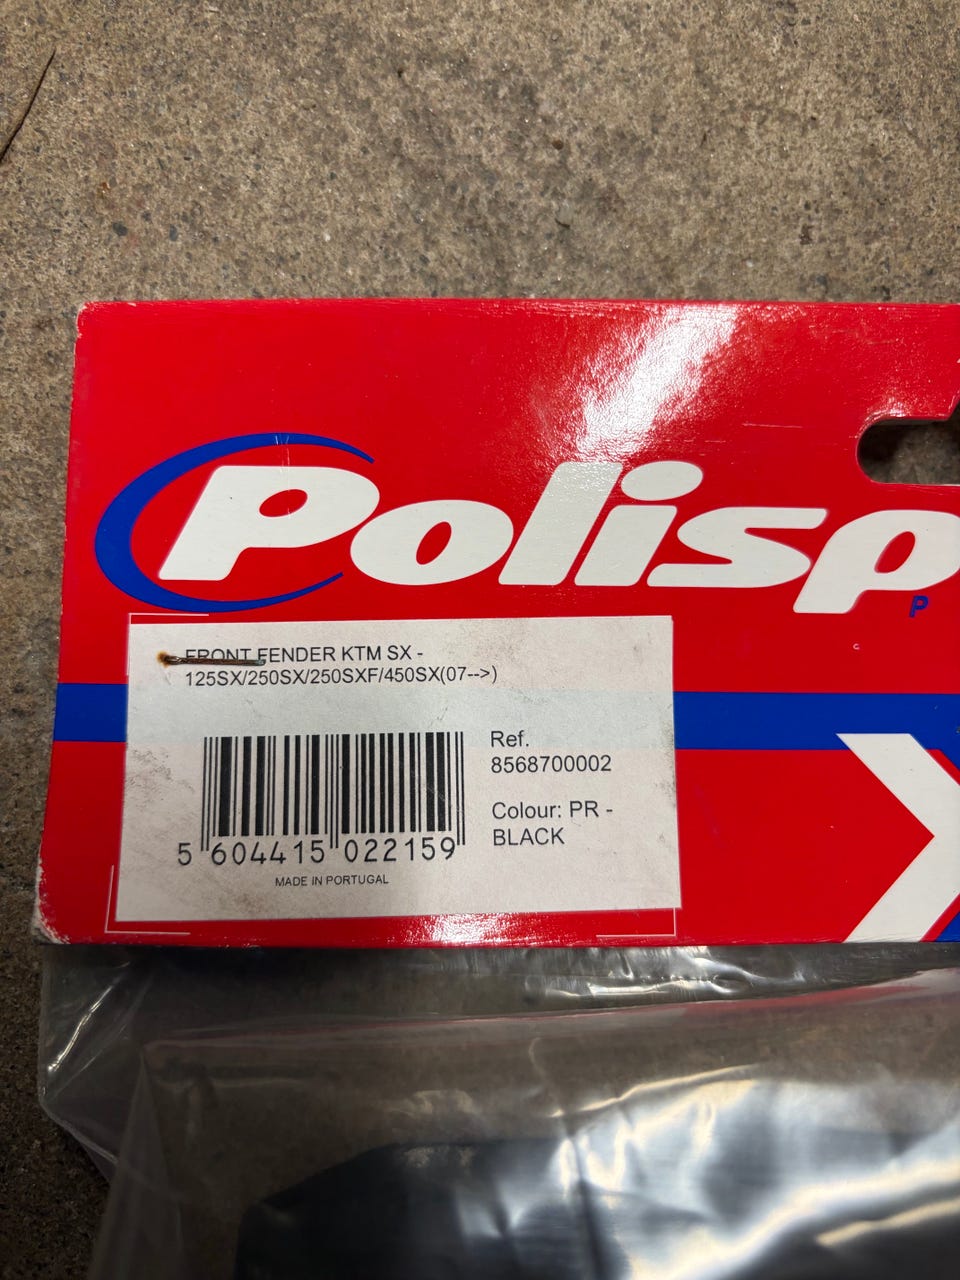 Polisp
P
FRONT FENDER KTM SX -
125SX/250SX/250SXF/450SX(07-->)
Ref.
8568700002
Colour: PR -
BLACK
5 604415 022159
MADE IN PORTUGAL